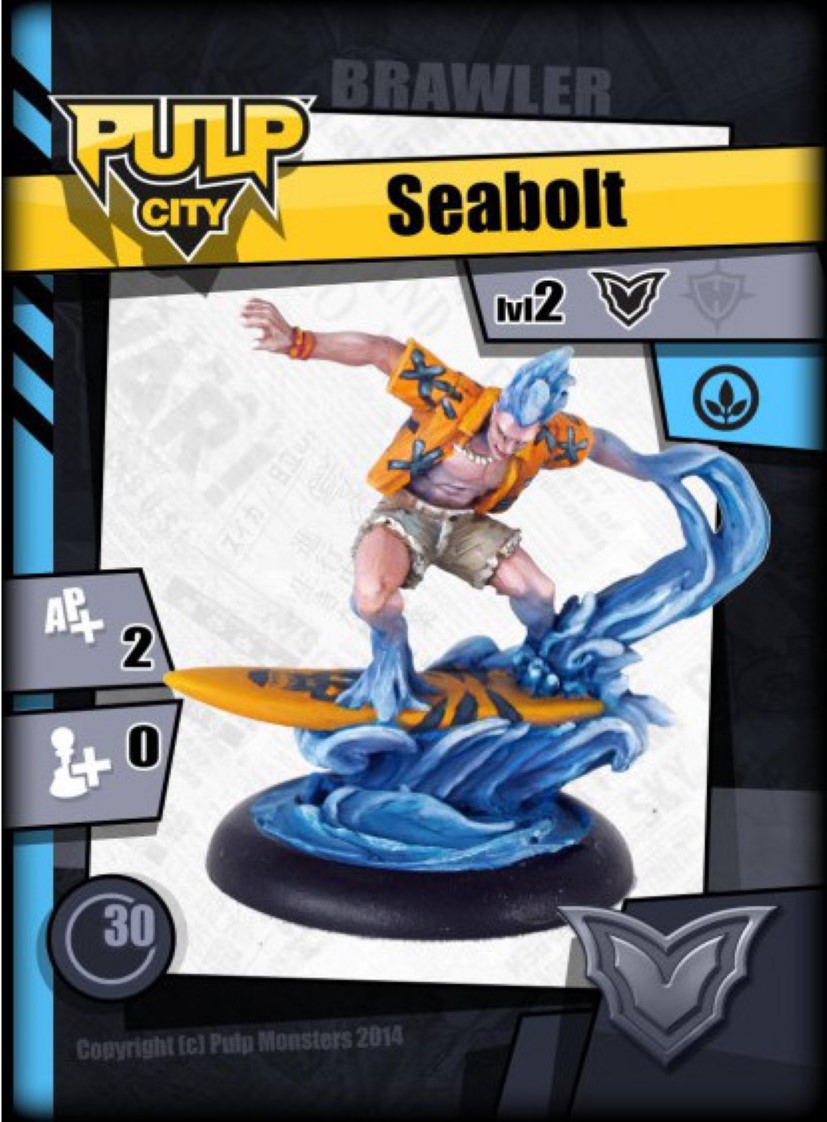 BRAWLER
PULP
CITY
Seabolt
lvl2
AP+
2
+ 0
30
Copyright (c) Pulp Monsters 2014